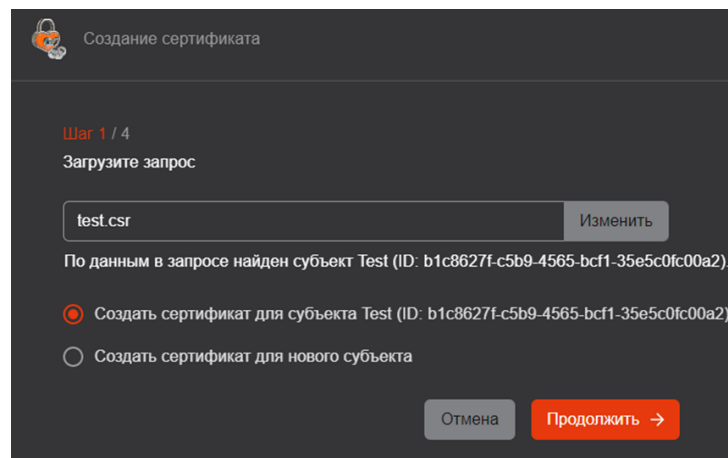 Создание сертификата
Шаг 1 / 4
Загрузите запрос
test.csr
Изменить
По данным в запросе найден субъект Test (ID: b1c8627f-c5b9-4565-bcf1-35e5c0fc00a2).
Создать сертификат для субъекта Test (ID: b1c8627f-c5b9-4565-bcf1-35e5c0fc00a2)
Создать сертификат для нового субъекта
Отмена
Продолжить →